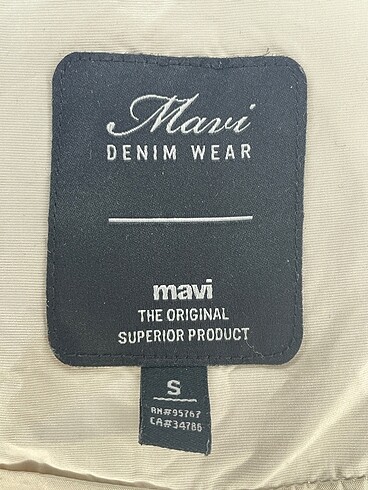 Mavi
DENIM WEAR
mavi
THE ORIGINAL
SUPERIOR PRODUCT
S
RN#95767
CA#34786